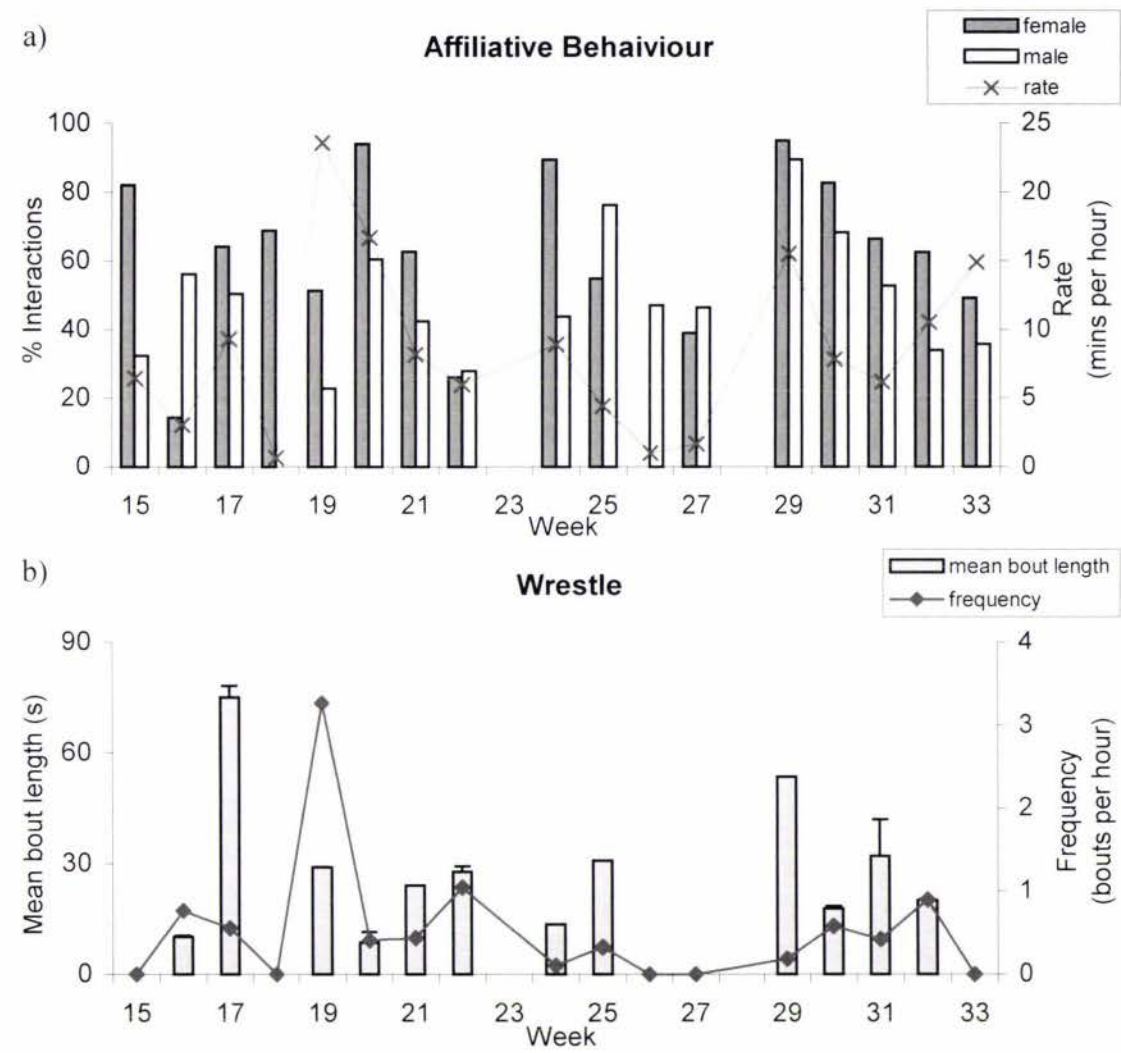 a)
Affiliative Behaiviour
female
male
rate
100
80
60
40
20
0
% Interactions
25
20
15
10
5
0
Rate
(mins per hour)
15 17 19 21 23 25 27 29 31 33
Week
b)
Wrestle
mean bout length
frequency
90
60
30
0
Mean bout length (s)
4
3
2
1
0
Frequency
(bouts per hour)
15 17 19 21 23 25 27 29 31 33
Week